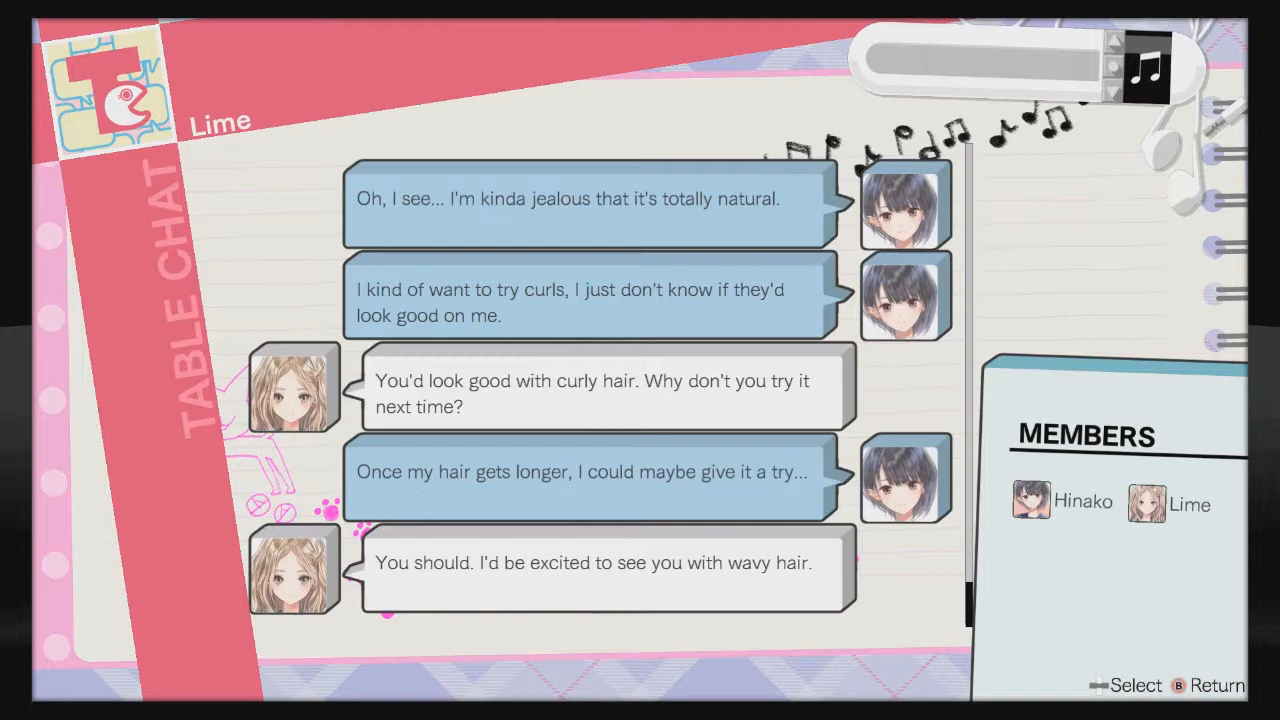 Lime
TABLE CHAT
Oh, I see... I'm kinda jealous that it's totally natural.
I kind of want to try curls, I just don't know if they'd
look good on me.
You'd look good with curly hair. Why don't you try it
next time?
Once my hair gets longer, I could maybe give it a try...
You should. I'd be excited to see you with wavy hair.
MEMBERS
Hinako Lime
Select B Return